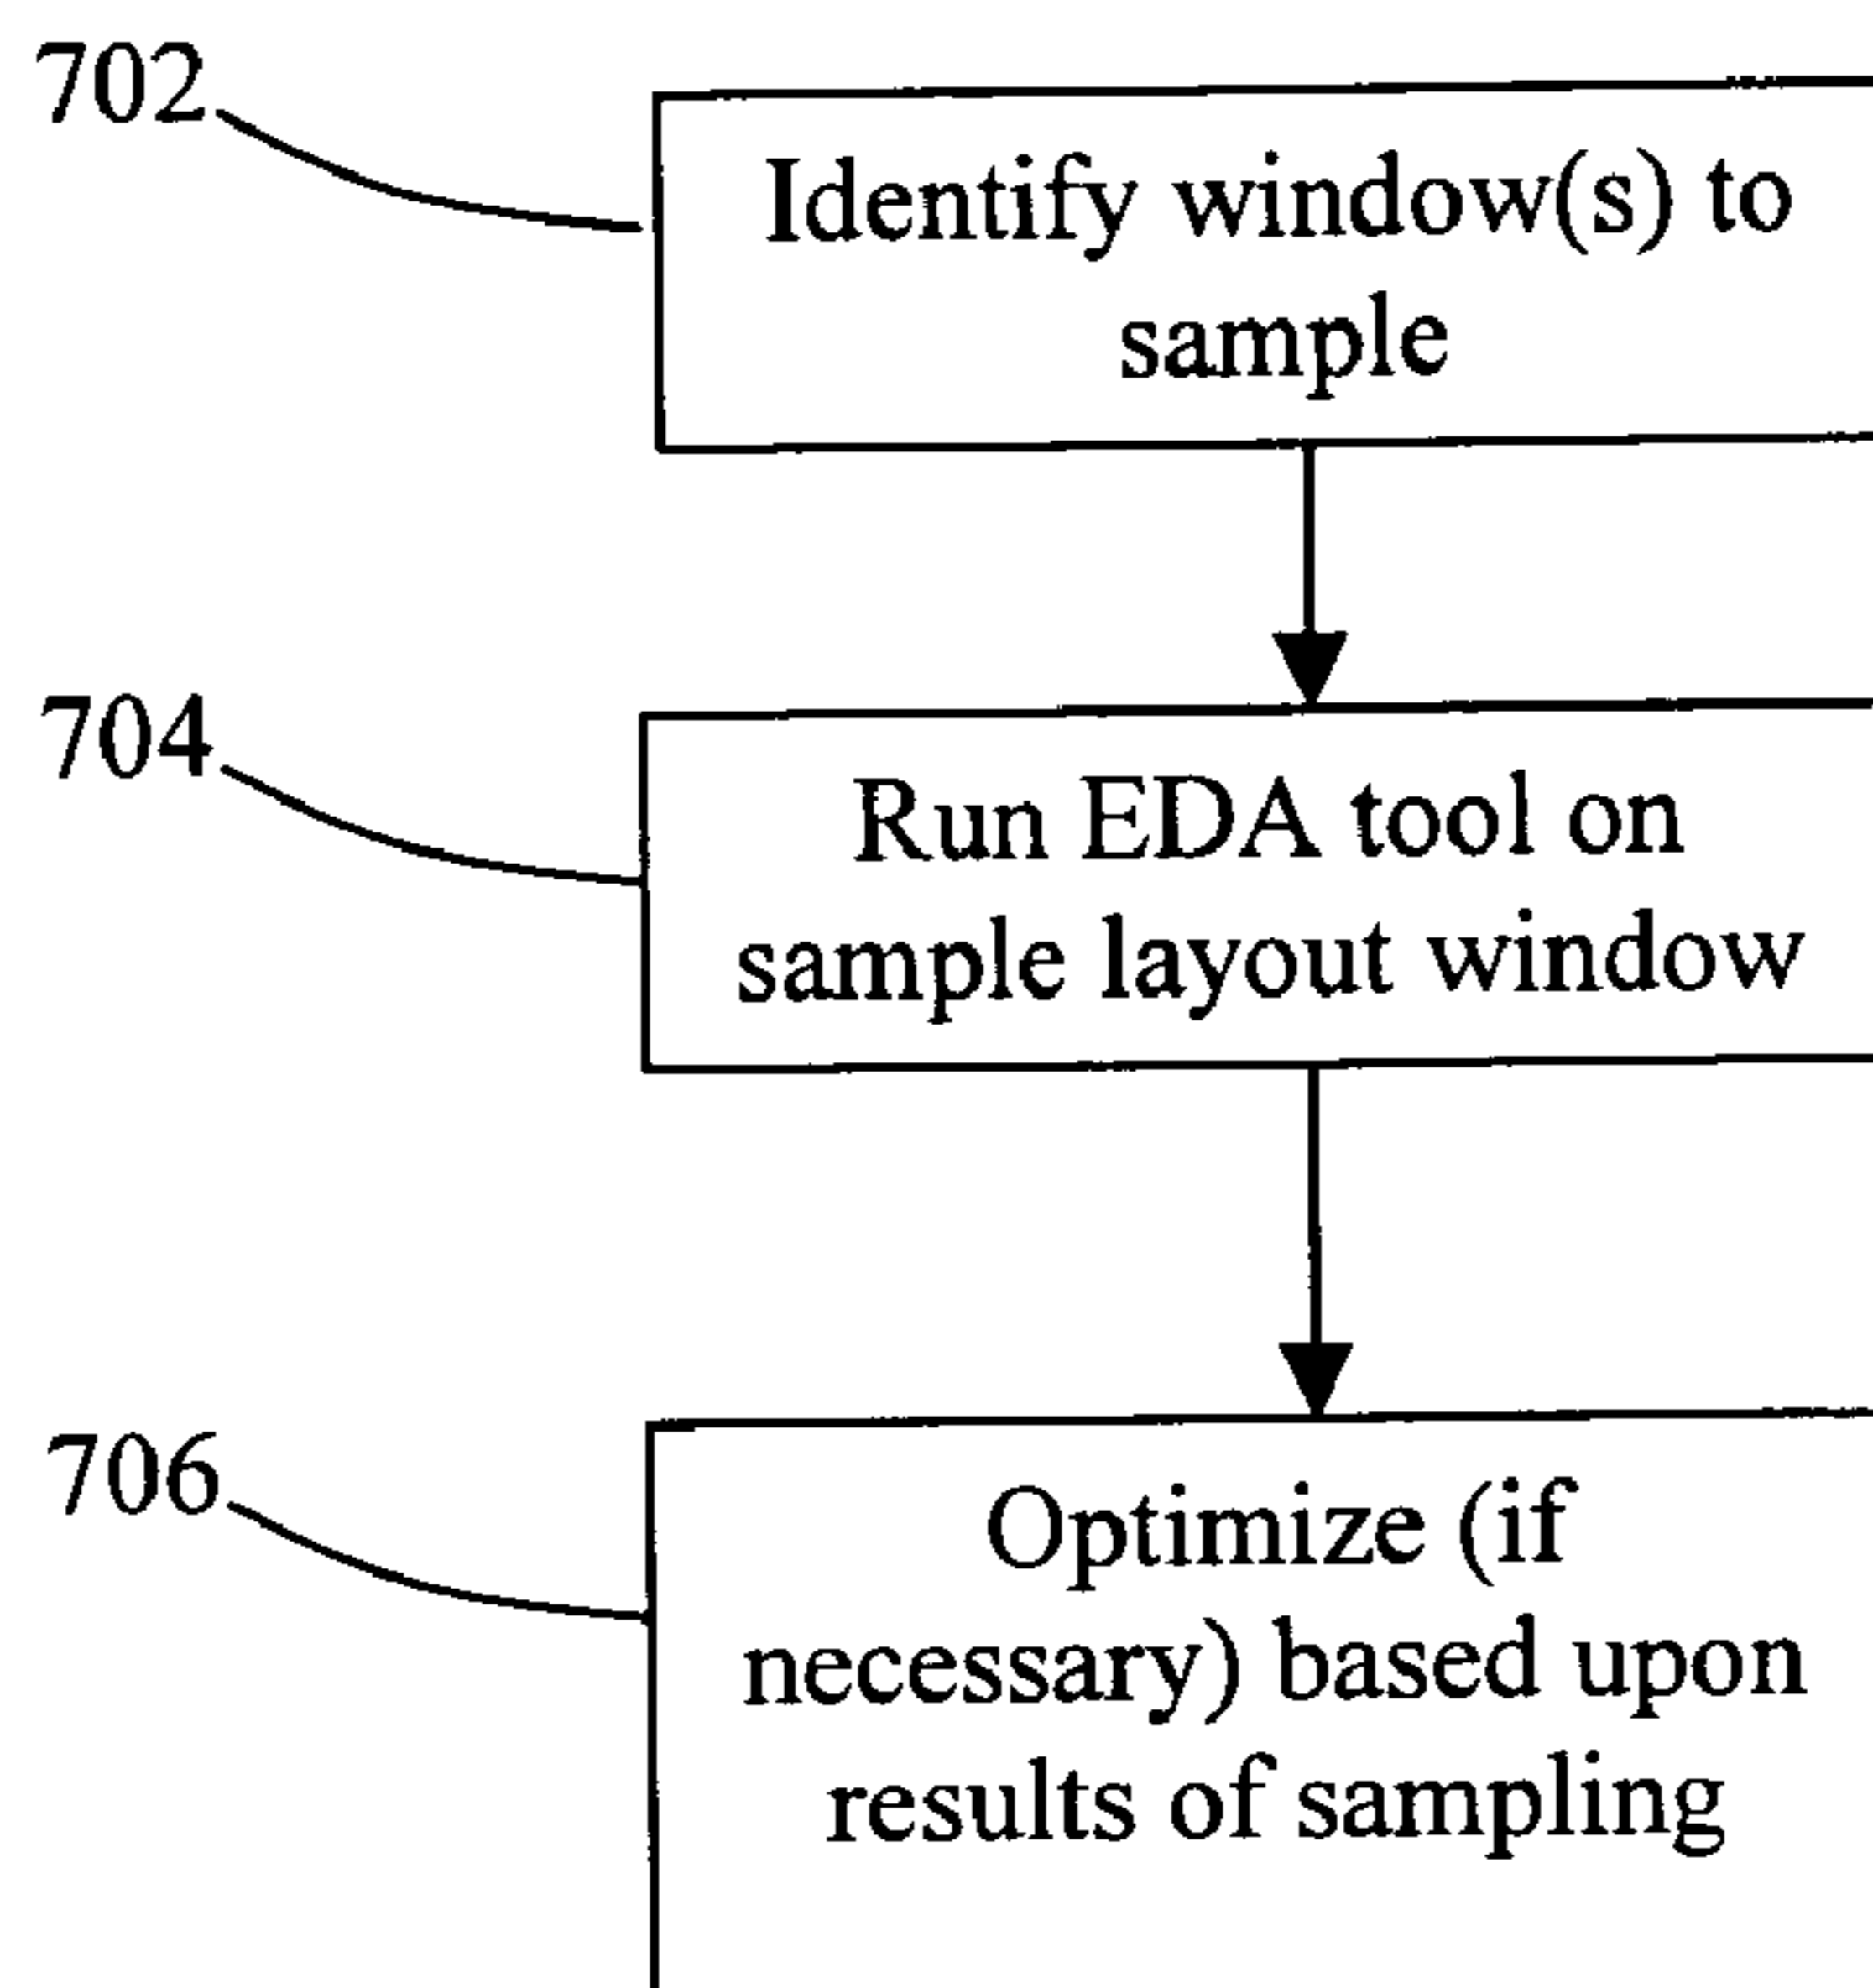 702
Identify window(s) to
sample
704
Run EDA tool on
sample layout window
706
Optimize (if
necessary) based upon
results of sampling